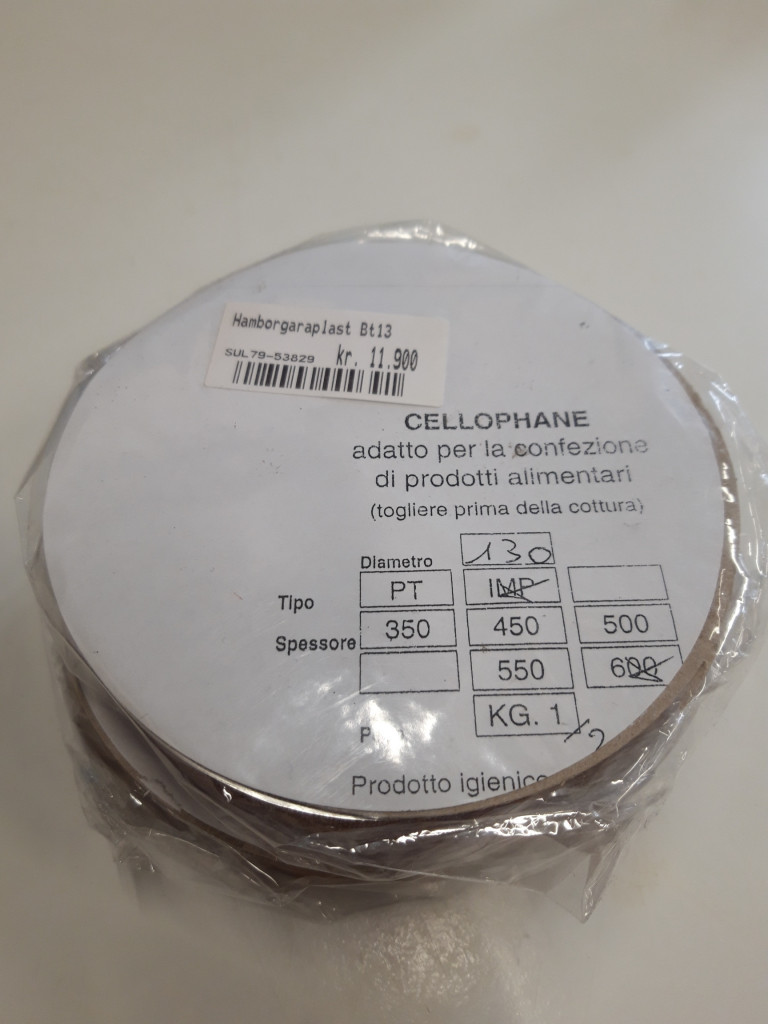 Hamborgaraplast Bt13
SUL79-53829 kr. 11.900
CELLOPHANE
adatto per la confezione
di prodotti alimentari
(togliere prima della cottura)
Diametro 130
Tipo PT IMP
Spessore 350 450 500
550 600
KG. 1/2
Prodotto igienico